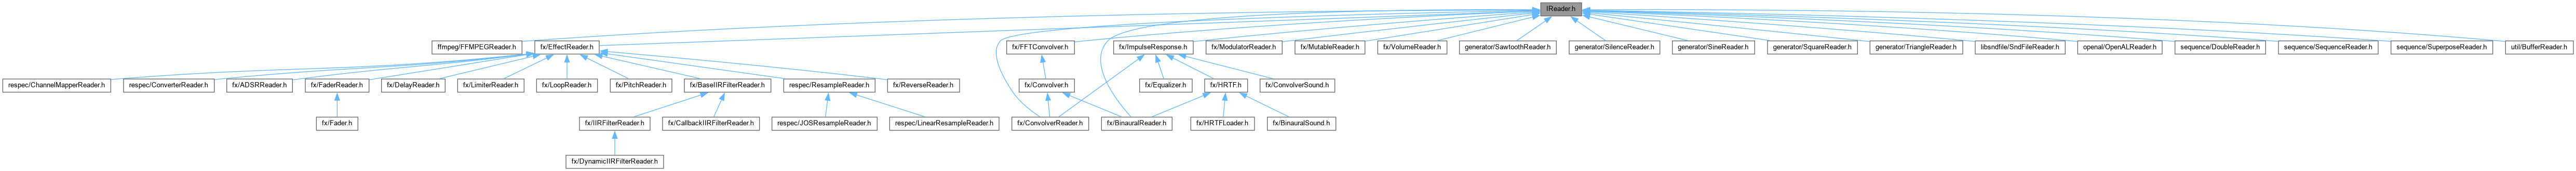 IReader.h
ffmpeg/FFMPEGReader.h
fx/EffectReader.h
fx/FFTConvolver.h
fx/ImpulseResponse.h
fx/ModulatorReader.h
fx/MutableReader.h
fx/VolumeReader.h
generator/SawtoothReader.h
generator/SilenceReader.h
generator/SineReader.h
generator/SquareReader.h
generator/TriangleReader.h
libsndfile/SndFileReader.h
openal/OpenALReader.h
sequence/DoubleReader.h
sequence/SequenceReader.h
sequence/SuperposeReader.h
util/BufferReader.h
respec/ChannelMapperReader.h
respec/ConverterReader.h
fx/ADSRReader.h
fx/FaderReader.h
fx/DelayReader.h
fx/LimiterReader.h
fx/LoopReader.h
fx/PitchReader.h
fx/BaseIIRFilterReader.h
respec/ResampleReader.h
fx/ReverseReader.h
fx/Convolver.h
fx/Equalizer.h
fx/HRTF.h
fx/ConvolverSound.h
fx/Fader.h
fx/IIRFilterReader.h
fx/CallbackIIRFilterReader.h
respec/JOSResampleReader.h
respec/LinearResampleReader.h
fx/ConvolverReader.h
fx/BinauralReader.h
fx/HRTFLoader.h
fx/BinauralSound.h
fx/DynamicIIRFilterReader.h